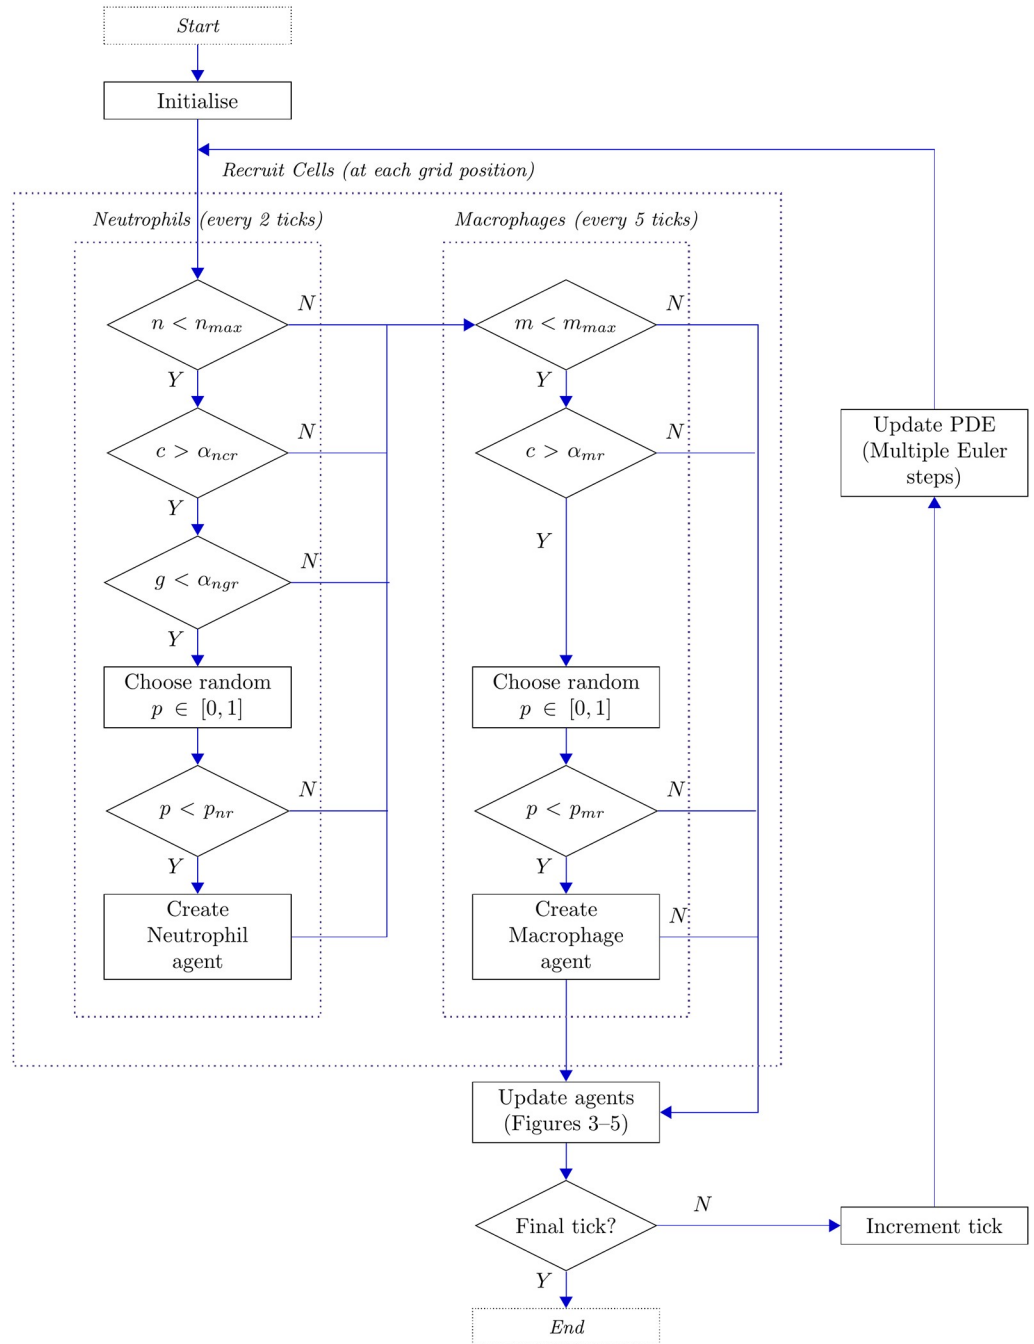 Start
Initialise
Recruit Cells (at each grid position)
Neutrophils (every 2 ticks)
n < n_max
N
Y
c > α_ncr
N
Y
g < α_ngr
N
Y
Choose random
p ∈ [0, 1]
p < p_nr
N
Y
Create
Neutrophil
agent
Macrophages (every 5 ticks)
m < m_max
N
Y
c > α_mr
N
Y
Choose random
p ∈ [0, 1]
p < p_mr
N
Y
Create
Macrophage
agent
N
Update agents
(Figures 3–5)
Final tick?
N
Y
End
Increment tick
Update PDE
(Multiple Euler
steps)